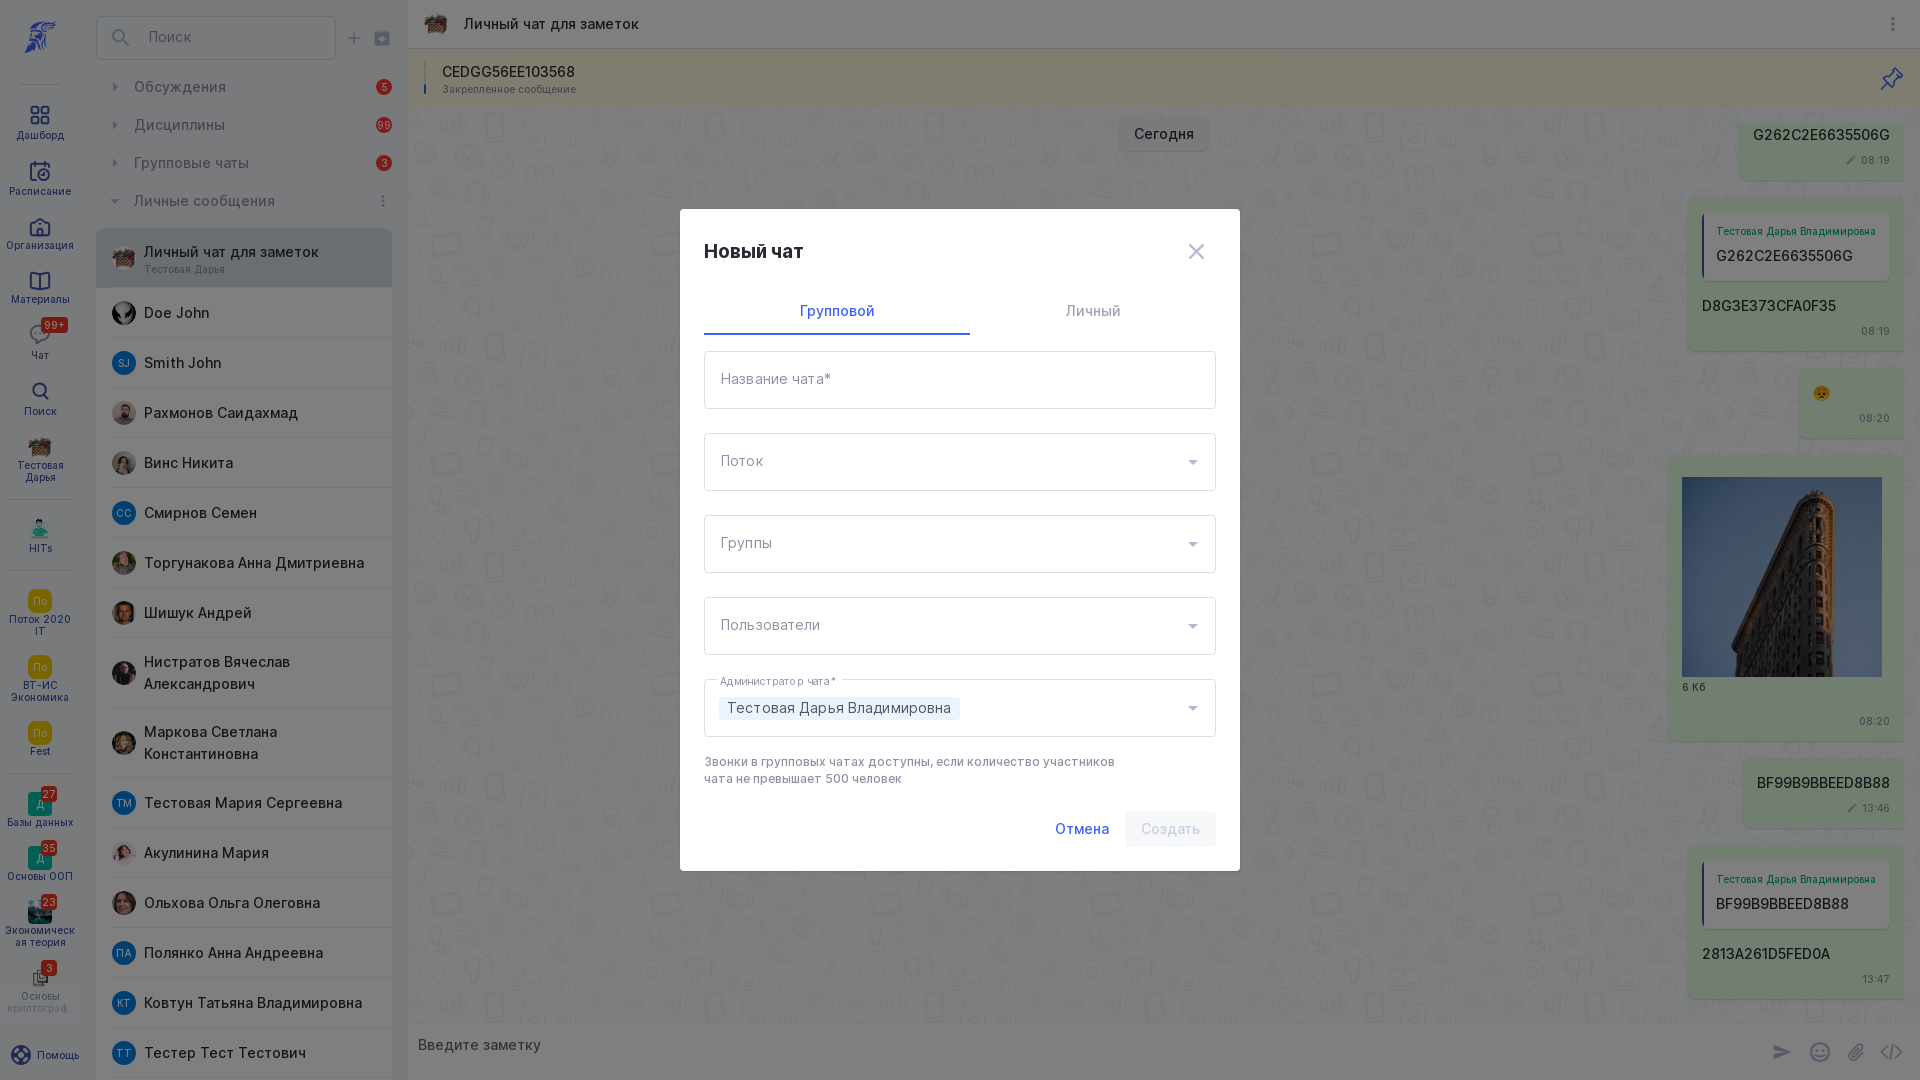 Дашборд
Расписание
Организация
Материалы
99+
Чат
Поиск
Тестовая
Дарья
HITs
По
Поток 2020
IT
По
ВТ-ИС
Экономика
По
Fest
27
Д
Базы данных
35
Д
Основы ООП
23
Экономическ
ая теория
3
Основы
криптограф...
Помощь
Поиск
Обсуждения
5
Дисциплины
99
Групповые чаты
3
Личные сообщения
Личный чат для заметок
Тестовая Дарья
Doe John
SJ
Smith John
Рахмонов Саидахмад
Винс Никита
СС
Смирнов Семен
Торгунакова Анна Дмитриевна
Шишук Андрей
Нистратов Вячеслав
Александрович
Маркова Светлана
Константиновна
ТМ
Тестовая Мария Сергеевна
Акулинина Мария
Ольхова Ольга Олеговна
ПА
Полянко Анна Андреевна
КТ
Ковтун Татьяна Владимировна
ТТ
Тестер Тест Тестович
Личный чат для заметок
CEDGG56EE103568
Закрепленное сообщение
Сегодня
G262C2E6635506G
08:19
Тестовая Дарья Владимировна
G262C2E6635506G
D8G3E373CFA0F35
08:19
08:20
6 Кб
08:20
BF99B9BBEED8B88
13:46
Тестовая Дарья Владимировна
BF99B9BBEED8B88
2813A261D5FED0A
13:47
Введите заметку
Новый чат
Групповой
Личный
Название чата*
Поток
Группы
Пользователи
Администратор чата*
Тестовая Дарья Владимировна
Звонки в групповых чатах доступны, если количество участников
чата не превышает 500 человек
Отмена
Создать